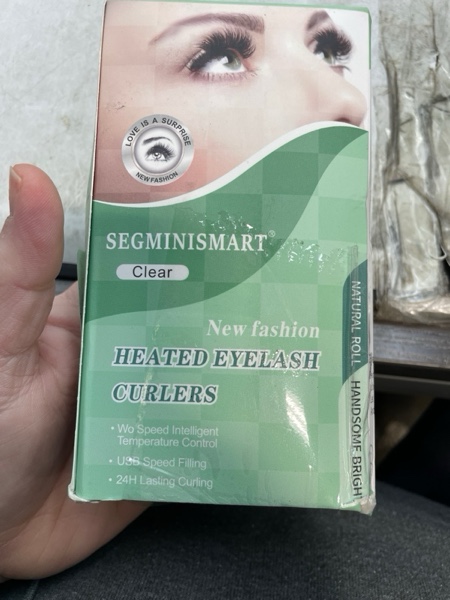 LOVE IS A SURPRISE
NEW FASHION
SEGMINISMART®
Clear
New fashion
HEATED EYELASH
CURLERS
• Wo Speed Intelligent
Temperature Control
• USB Speed Filling
• 24H Lasting Curling
NATURAL ROLL HANDSOME BRIGH